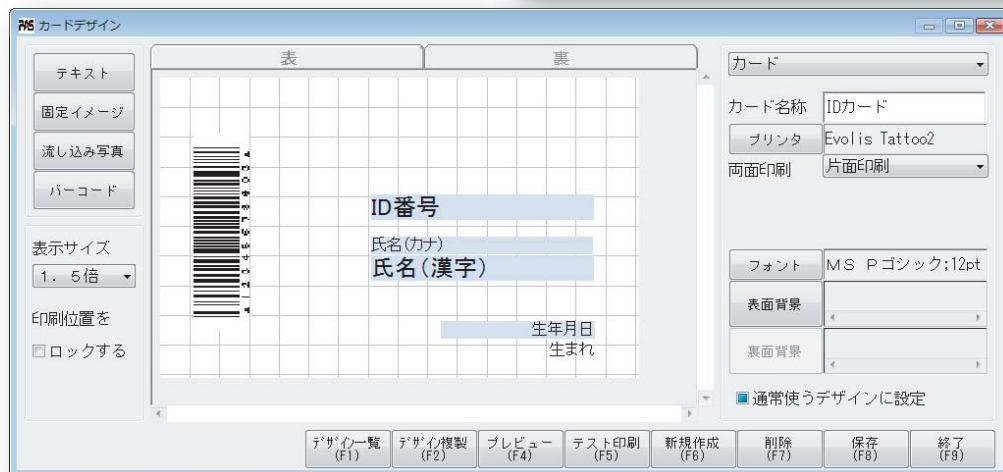 カードデザイン
テキスト
固定イメージ
流し込み写真
バーコード
表示サイズ
1．5倍
印刷位置を
ロックする
表
裏
ID番号
氏名(カナ)
氏名(漢字)
生年月日
生まれ
カード
カード名称 IDカード
プリンタ Evolis Tattoo2
両面印刷 片面印刷
フォント ＭＳ Ｐゴシック;12pt
表面背景
裏面背景
通常使うデザインに設定
ﾃﾞｻﾞｲﾝ一覧 ﾃﾞｻﾞｲﾝ複製 プレビュー テスト印刷 新規作成 削除 保存 終了
(F1) (F2) (F4) (F5) (F6) (F7) (F8) (F9)